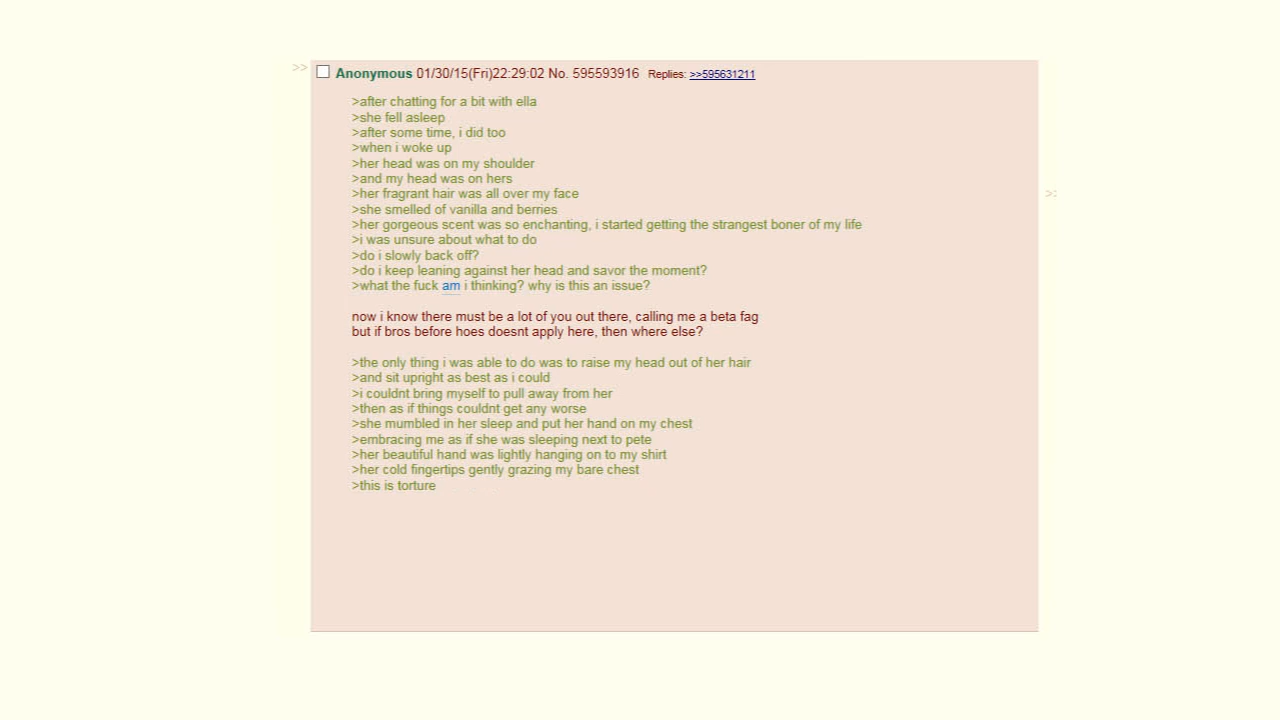 >> Anonymous 01/30/15(Fri)22:29:02 No. 595593916 Replies: >>595631211
>after chatting for a bit with ella
>she fell asleep
>after some time, i did too
>when i woke up
>her head was on my shoulder
>and my head was on hers
>her fragrant hair was all over my face
>she smelled of vanilla and berries
>her gorgeous scent was so enchanting, i started getting the strangest boner of my life
>i was unsure about what to do
>do i slowly back off?
>do i keep leaning against her head and savor the moment?
>what the fuck am i thinking? why is this an issue?
now i know there must be a lot of you out there, calling me a beta fag
but if bros before hoes doesnt apply here, then where else?
>the only thing i was able to do was to raise my head out of her hair
>and sit upright as best as i could
>i couldnt bring myself to pull away from her
>then as if things couldnt get any worse
>she mumbled in her sleep and put her hand on my chest
>embracing me as if she was sleeping next to pete
>her beautiful hand was lightly hanging on to my shirt
>her cold fingertips gently grazing my bare chest
>this is torture